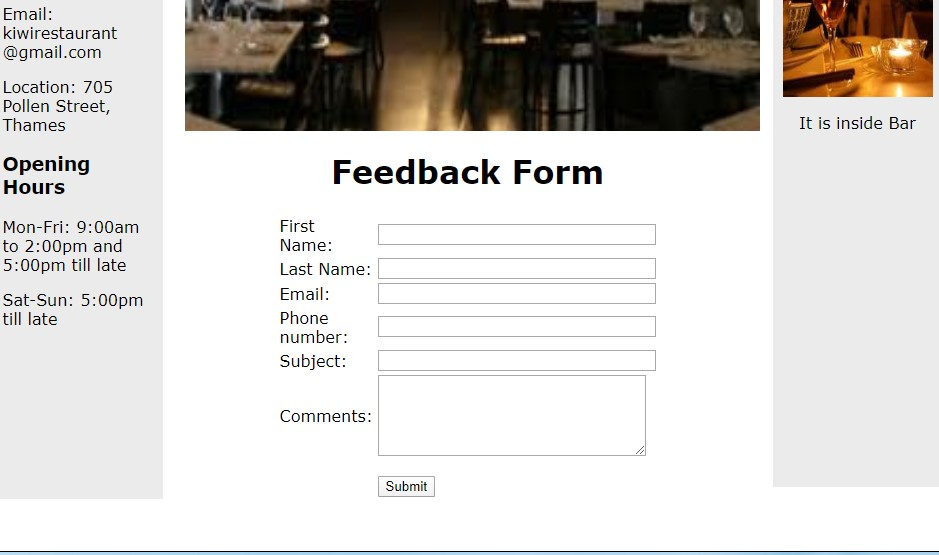 Email:
kiwirestaurant
@gmail.com
Location: 705
Pollen Street,
Thames
Opening
Hours
Mon-Fri: 9:00am
to 2:00pm and
5:00pm till late
Sat-Sun: 5:00pm
till late
Feedback Form
First
Name:
Last Name:
Email:
Phone
number:
Subject:
Comments:
Submit
It is inside Bar